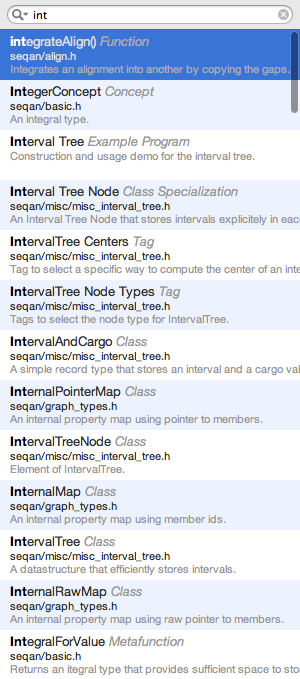 int
integrateAlign() Function
seqan/align.h
Integrates an alignment into another by copying the gaps.
IntegerConcept Concept
seqan/basic.h
An integral type.
Interval Tree Example Program
Construction and usage demo for the interval tree.
Interval Tree Node Class Specialization
seqan/misc/misc_interval_tree.h
An Interval Tree Node that stores intervals explicitely in eac
IntervalTree Centers Tag
seqan/misc/misc_interval_tree.h
Tag to select a specific way to compute the center of an inte
IntervalTree Node Types Tag
seqan/misc/misc_interval_tree.h
Tags to select the node type for IntervalTree.
IntervalAndCargo Class
seqan/misc/misc_interval_tree.h
A simple record type that stores an interval and a cargo val
InternalPointerMap Class
seqan/graph_types.h
An internal property map using pointer to members.
IntervalTreeNode Class
seqan/misc/misc_interval_tree.h
Element of IntervalTree.
InternalMap Class
seqan/graph_types.h
An internal property map using member ids.
IntervalTree Class
seqan/misc/misc_interval_tree.h
A datastructure that efficiently stores intervals.
InternalRawMap Class
seqan/graph_types.h
An internal property map using raw pointer to members.
IntegralForValue Metafunction
seqan/basic.h
Returns an itegral type that provides sufficient space to sto